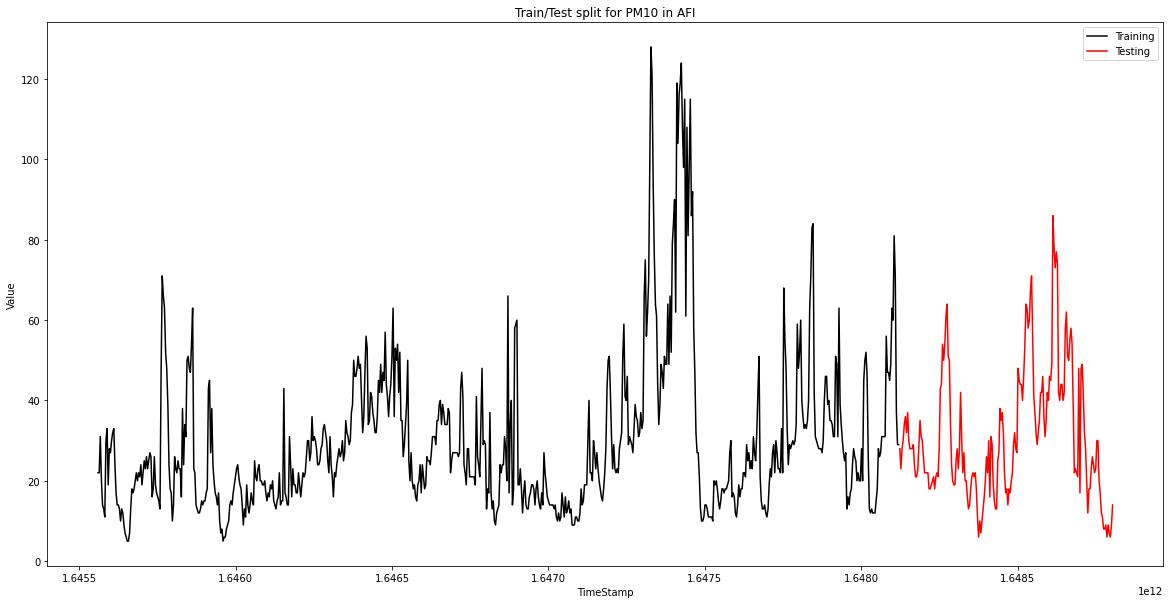 Train/Test split for PM10 in AFI
Training
Testing
Value
120
100
80
60
40
20
0
1.6455 1.6460 1.6465 1.6470 1.6475 1.6480 1.6485
1e12
TimeStamp